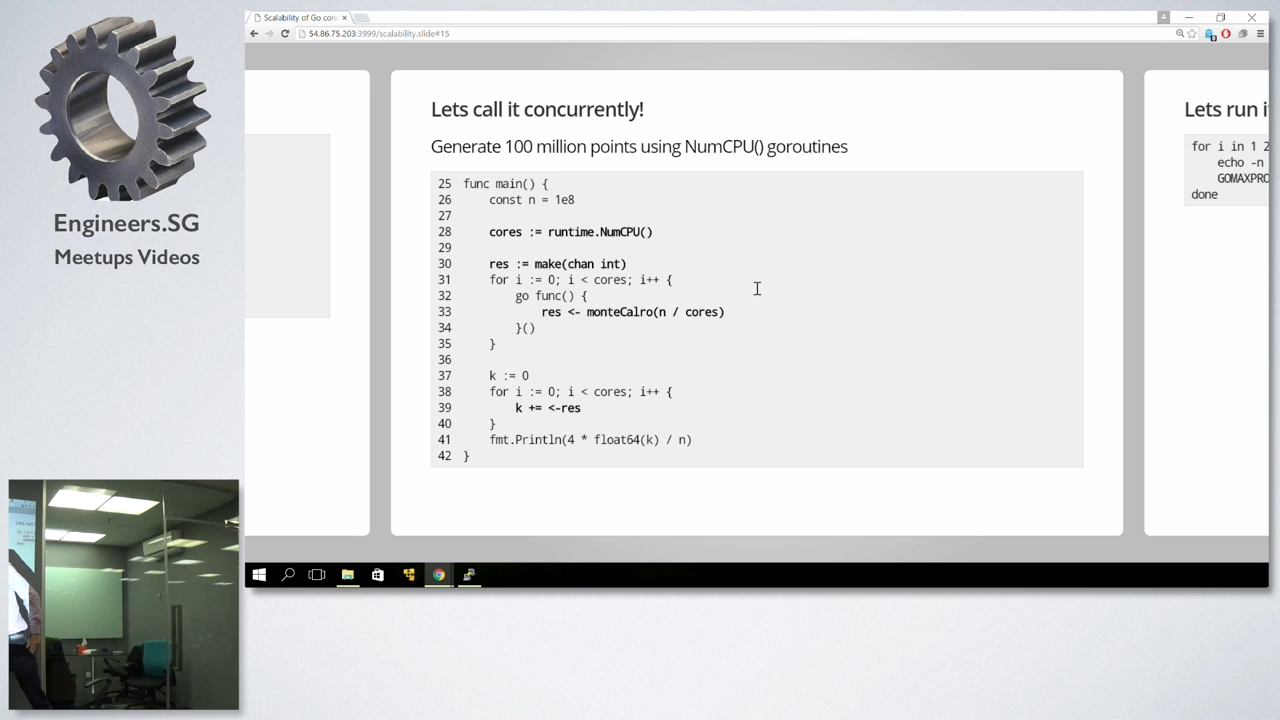 Scalability of Go con
54.86.75.203:3999/scalability.slide#15
Engineers.SG
Meetups Videos
Lets call it concurrently!
Generate 100 million points using NumCPU() goroutines
25 func main() {
26 const n = 1e8
27
28 cores := runtime.NumCPU()
29
30 res := make(chan int)
31 for i := 0; i < cores; i++ {
32 go func() {
33 res <- monteCalro(n / cores)
34 }()
35 }
36
37 k := 0
38 for i := 0; i < cores; i++ {
39 k += <-res
40 }
41 fmt.Println(4 * float64(k) / n)
42 }
Lets run i
for i in 1 2
echo -n
GOMAXPRO
done